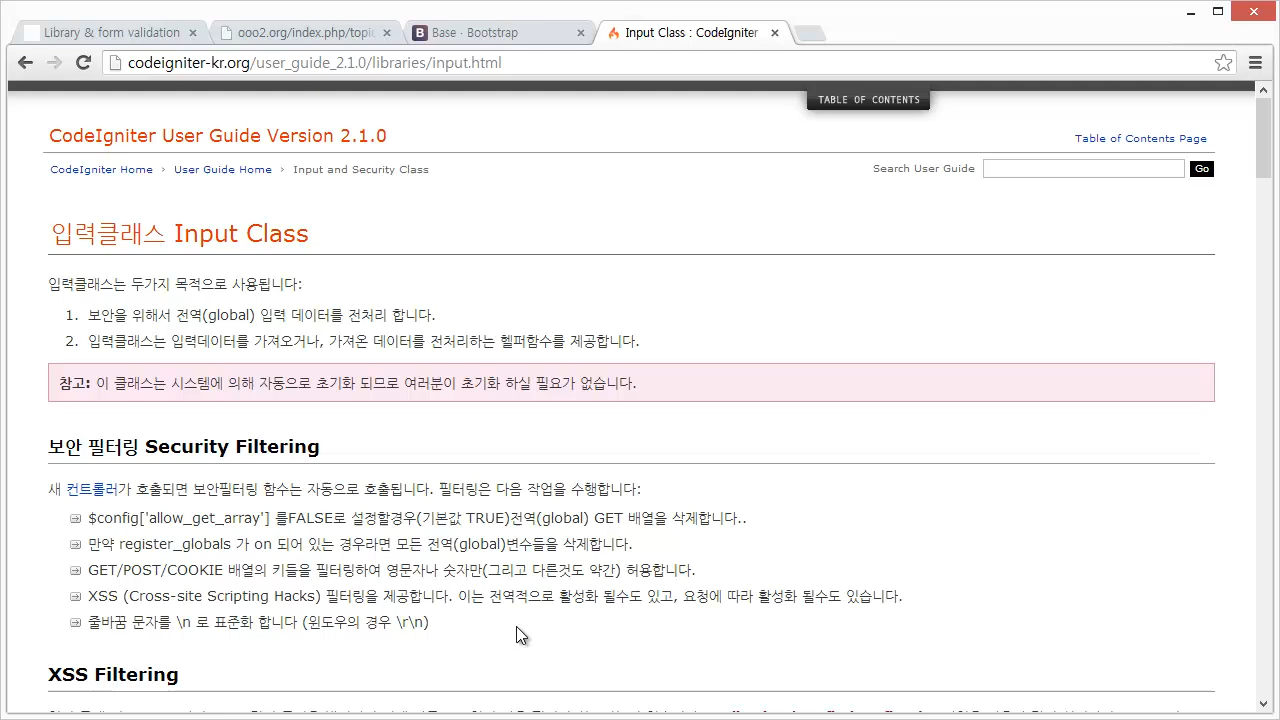 Library & form validation
ooo2.org/index.php/topic
B Base · Bootstrap
Input Class : CodeIgniter
codeigniter-kr.org/user_guide_2.1.0/libraries/input.html
TABLE OF CONTENTS
CodeIgniter User Guide Version 2.1.0
Table of Contents Page
CodeIgniter Home › User Guide Home › Input and Security Class
Search User Guide Go
입력클래스 Input Class
입력클래스는 두가지 목적으로 사용됩니다:
1. 보안을 위해서 전역(global) 입력 데이터를 전처리 합니다.
2. 입력클래스는 입력데이터를 가져오거나, 가져온 데이터를 전처리하는 헬퍼함수를 제공합니다.
참고: 이 클래스는 시스템에 의해 자동으로 초기화 되므로 여러분이 초기화 하실 필요가 없습니다.
보안 필터링 Security Filtering
새 컨트롤러가 호출되면 보안필터링 함수는 자동으로 호출됩니다. 필터링은 다음 작업을 수행합니다:
$config['allow_get_array'] 를FALSE로 설정할경우(기본값 TRUE)전역(global) GET 배열을 삭제합니다..
만약 register_globals 가 on 되어 있는 경우라면 모든 전역(global)변수들을 삭제합니다.
GET/POST/COOKIE 배열의 키들을 필터링하여 영문자나 숫자만(그리고 다른것도 약간) 허용합니다.
XSS (Cross-site Scripting Hacks) 필터링을 제공합니다. 이는 전역적으로 활성화 될수도 있고, 요청에 따라 활성화 될수도 있습니다.
줄바꿈 문자를 \n 로 표준화 합니다 (윈도우의 경우 \r\n)
XSS Filtering